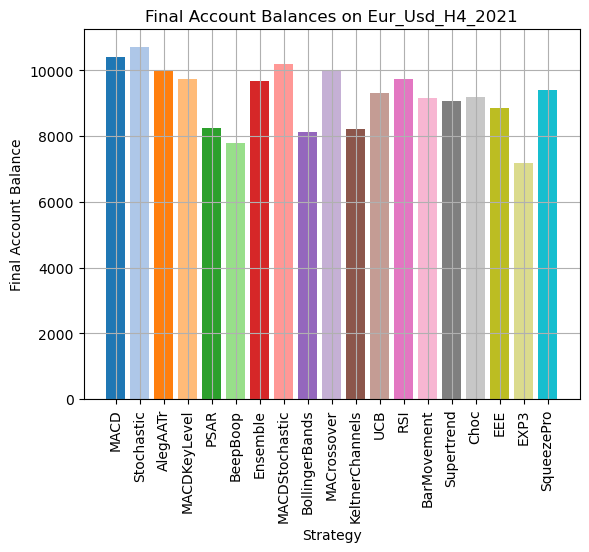 Final Account Balances on Eur_Usd_H4_2021
Final Account Balance
10000
8000
6000
4000
2000
0
MACD
Stochastic
AlegAATr
MACDKeyLevel
PSAR
BeepBoop
Ensemble
MACDStochastic
BollingerBands
MACrossover
KeltnerChannels
UCB
RSI
BarMovement
Supertrend
Choc
EEE
EXP3
SqueezePro
Strategy